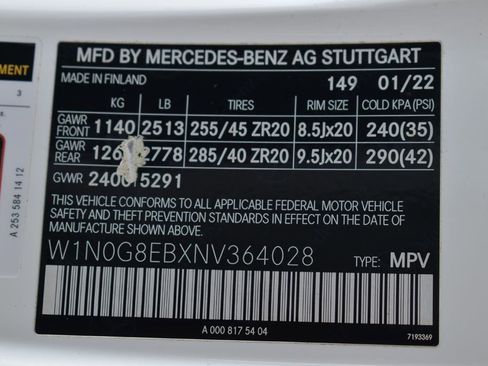 MENT
3
A 253 584 14 12
MFD BY MERCEDES-BENZ AG STUTTGART
MADE IN FINLAND 149 01/22
KG LB TIRES RIM SIZE COLD KPA (PSI)
GAWR FRONT 1140 2513 255/45 ZR20 8.5Jx20 240(35)
GAWR REAR 2778 285/40 ZR20 9.5Jx20 290(42)
GVWR 5291
THIS VEHICLE CONFORMS TO ALL APPLICABLE FEDERAL MOTOR VEHICLE
SAFETY AND THEFT PREVENTION STANDARDS IN EFFECT ON THE DATE OF
MANUFACTURE SHOWN ABOVE.
W1N0G8EBXNV364028 TYPE: MPV
A 000 817 54 04
7193369